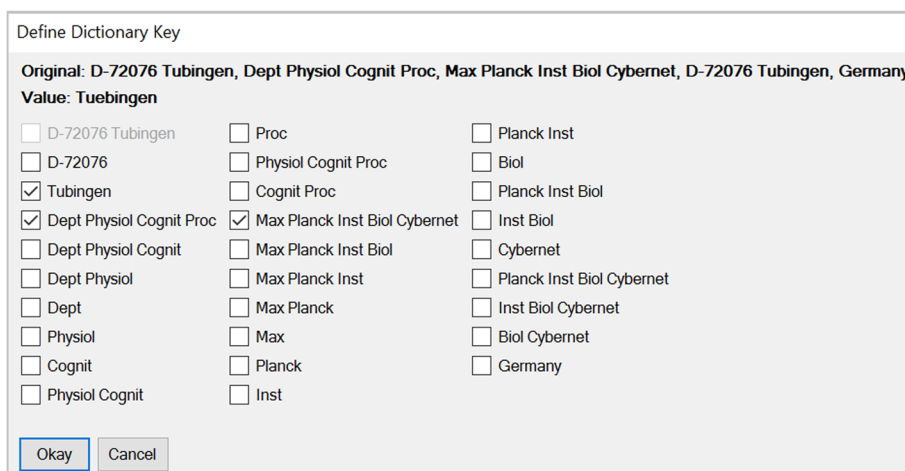 Define Dictionary Key
Original: D-72076 Tubingen, Dept Physiol Cognit Proc, Max Planck Inst Biol Cybernet, D-72076 Tubingen, Germany
Value: Tuebingen
D-72076 Tubingen
D-72076
Tubingen
Dept Physiol Cognit Proc
Dept Physiol Cognit
Dept Physiol
Dept
Physiol
Cognit
Physiol Cognit
Proc
Physiol Cognit Proc
Cognit Proc
Max Planck Inst Biol Cybernet
Max Planck Inst Biol
Max Planck Inst
Max Planck
Max
Planck
Inst
Planck Inst
Biol
Planck Inst Biol
Inst Biol
Cybernet
Planck Inst Biol Cybernet
Inst Biol Cybernet
Biol Cybernet
Germany
Okay
Cancel